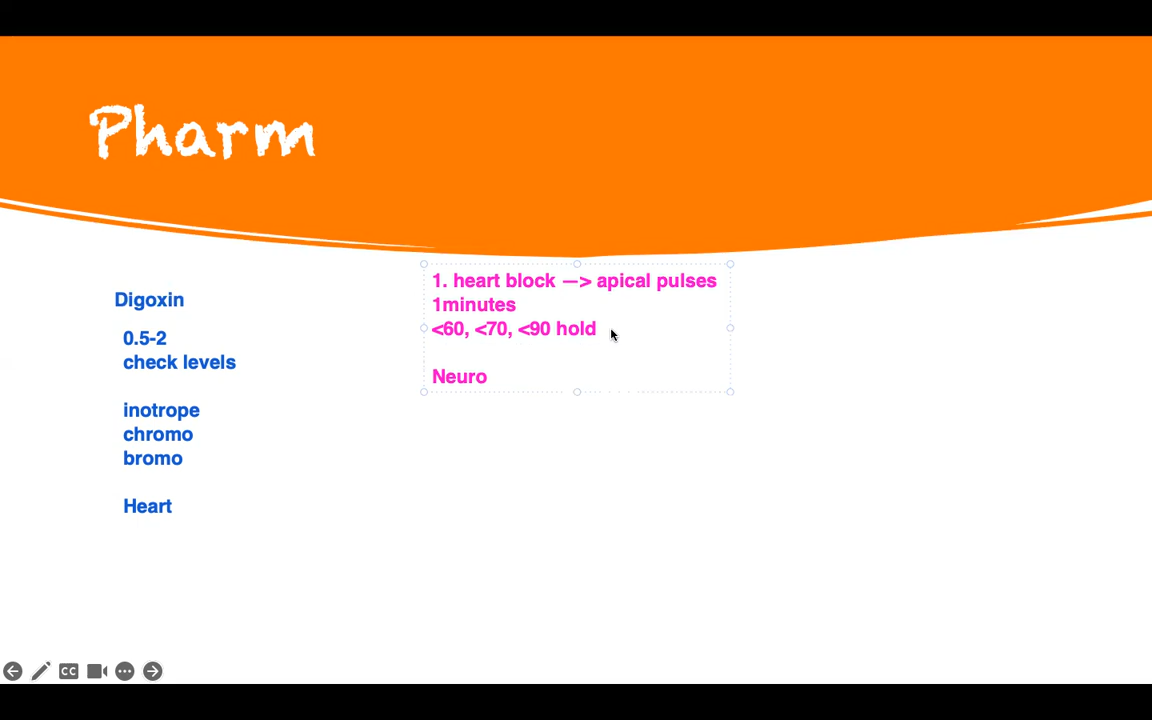 Pharm
Digoxin
0.5-2
check levels
inotrope
chromo
bromo
Heart
1. heart block —> apical pulses
1minutes
<60, <70, <90 hold
Neuro
CC